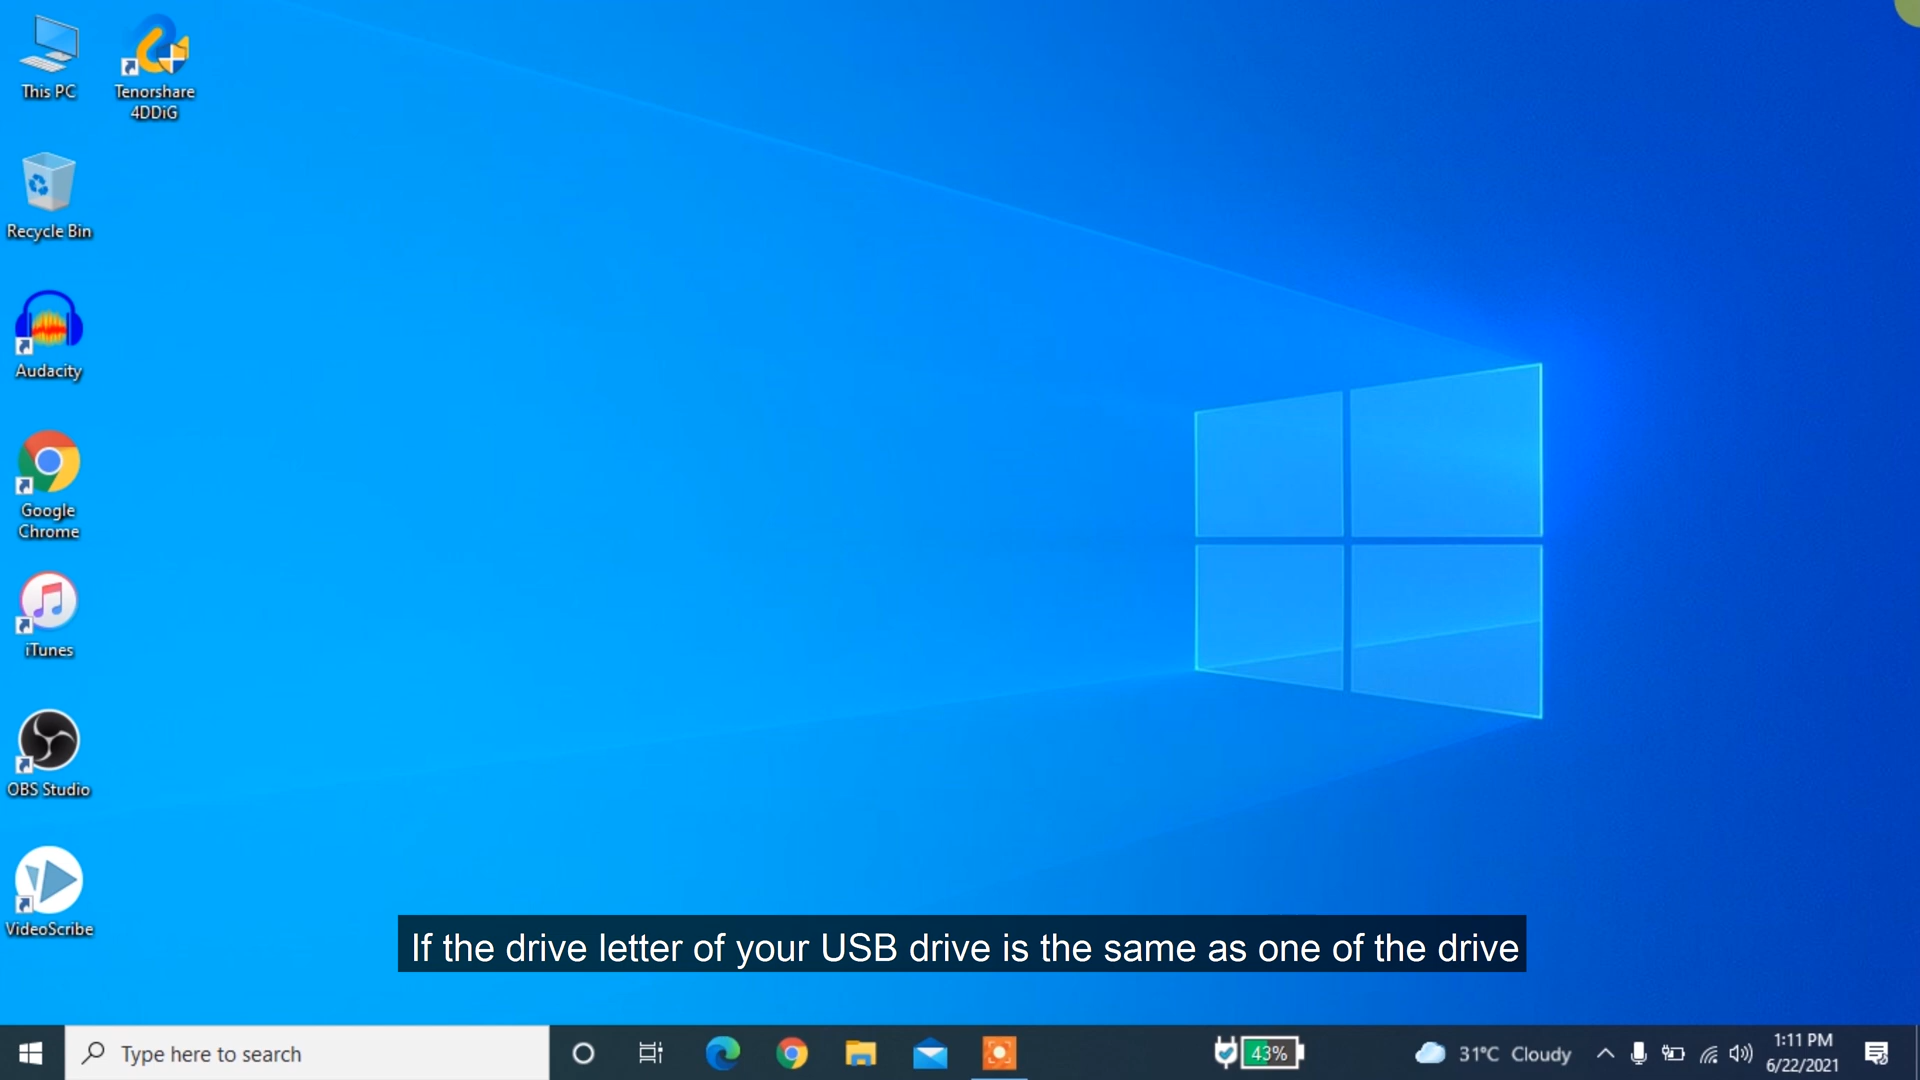 This PC
Tenorshare
4DDiG
Recycle Bin
Audacity
Google
Chrome
iTunes
OBS Studio
VideoScribe
If the drive letter of your USB drive is the same as one of the drive
Type here to search
43%
31°C Cloudy
1:11 PM
6/22/2021